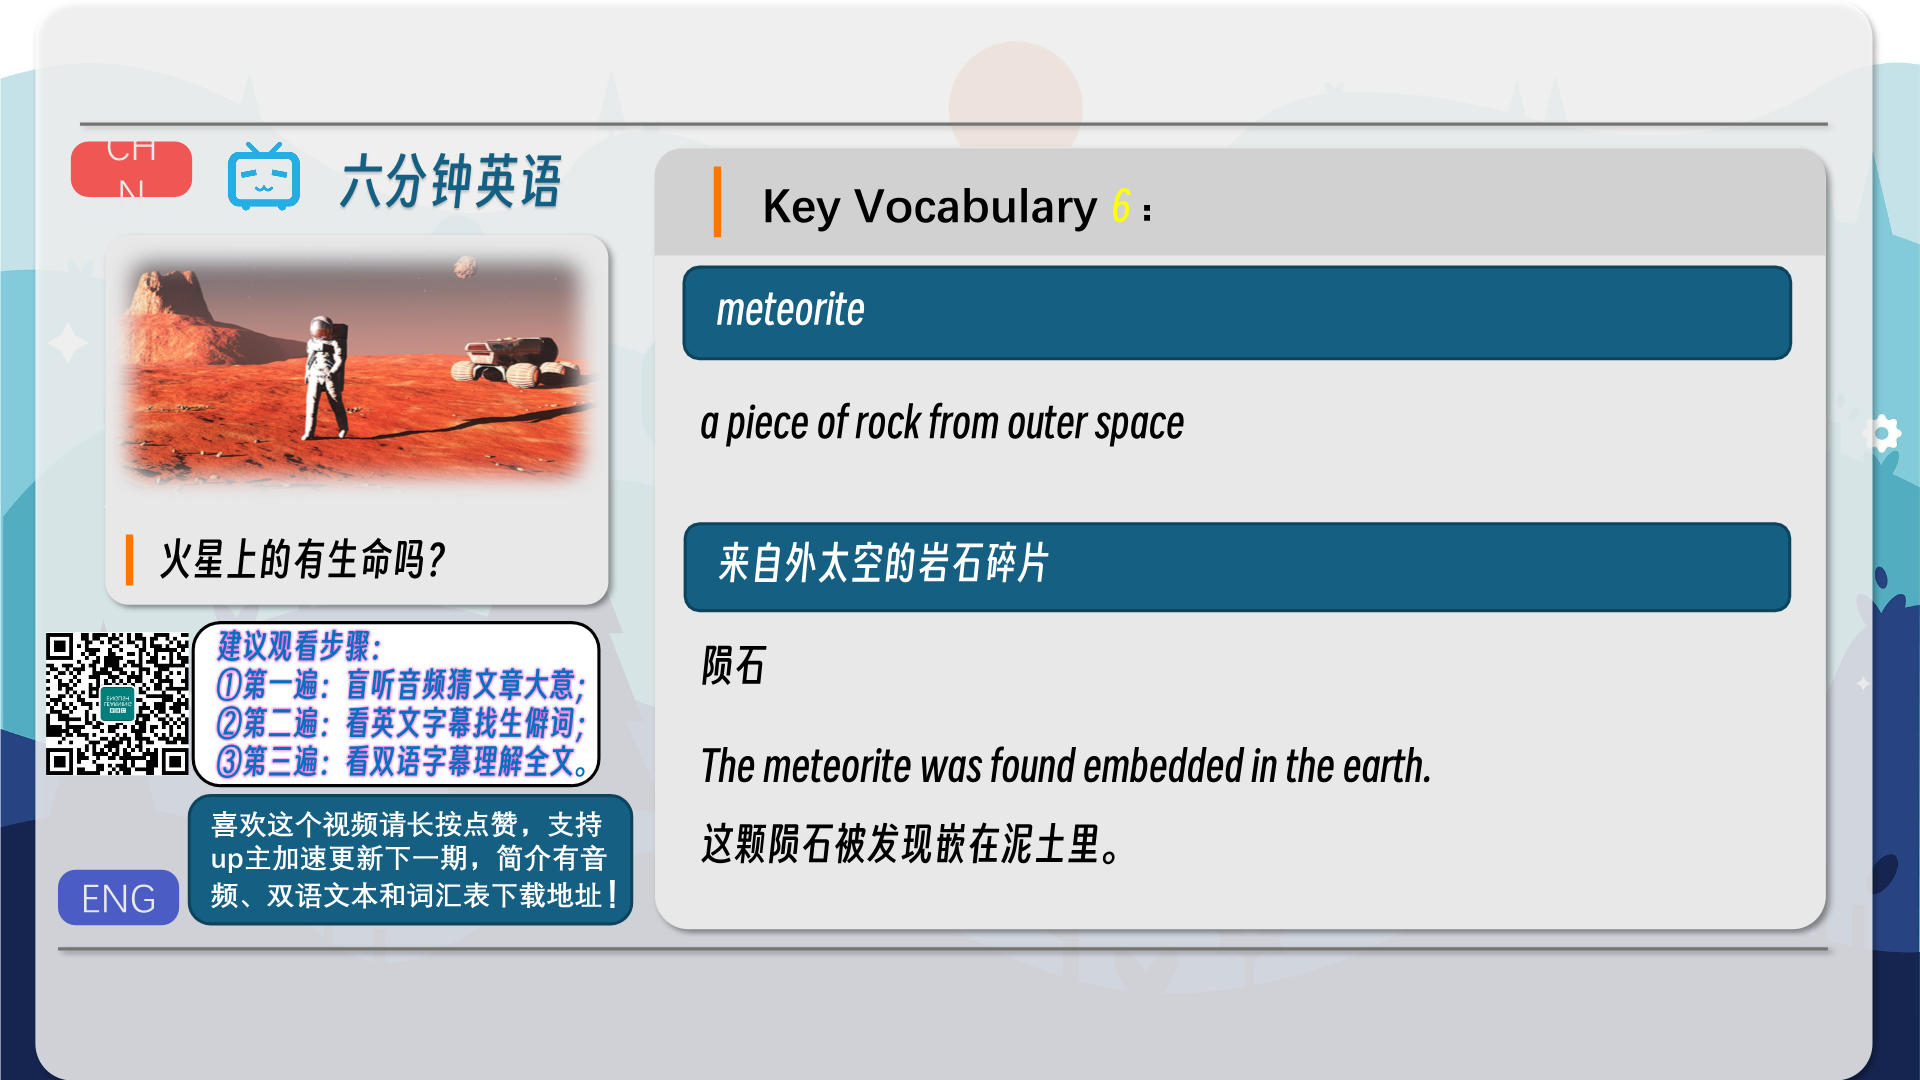 CH
N
六分钟英语
火星上的有生命吗？
建议观看步骤：
①第一遍：盲听音频猜文章大意；
②第二遍：看英文字幕找生僻词；
③第三遍：看双语字幕理解全文。
喜欢这个视频请长按点赞，支持
up主加速更新下一期，简介有音
频、双语文本和词汇表下载地址！
ENG
Key Vocabulary 6：
meteorite
a piece of rock from outer space
来自外太空的岩石碎片
陨石
The meteorite was found embedded in the earth.
这颗陨石被发现嵌在泥土里。